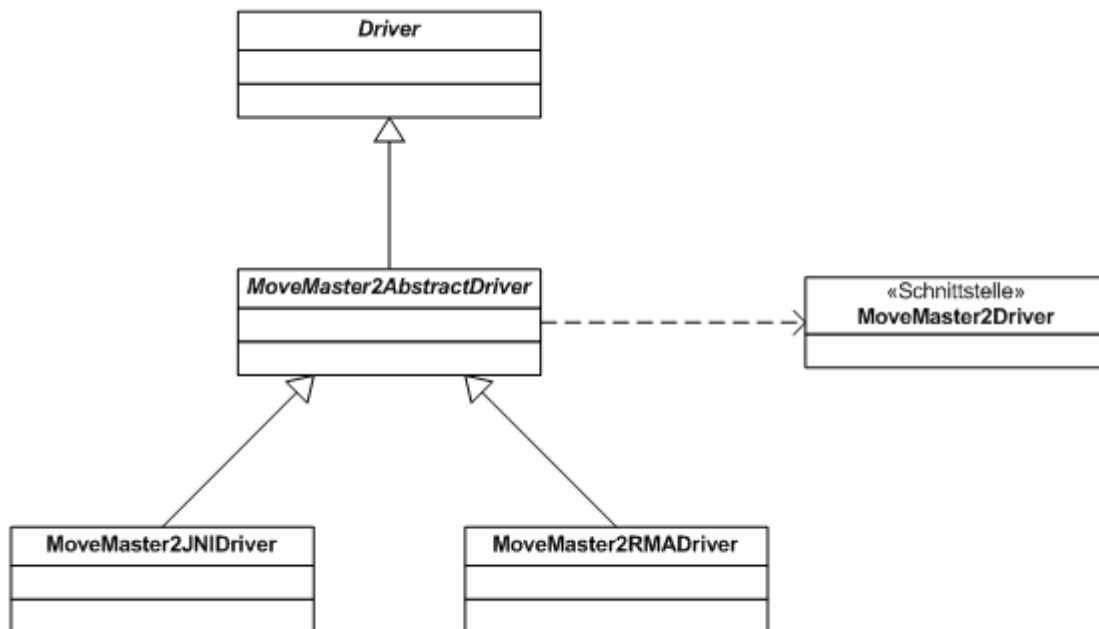 Driver
MoveMaster2AbstractDriver
«Schnittstelle»
MoveMaster2Driver
MoveMaster2JNIDriver
MoveMaster2RMADriver